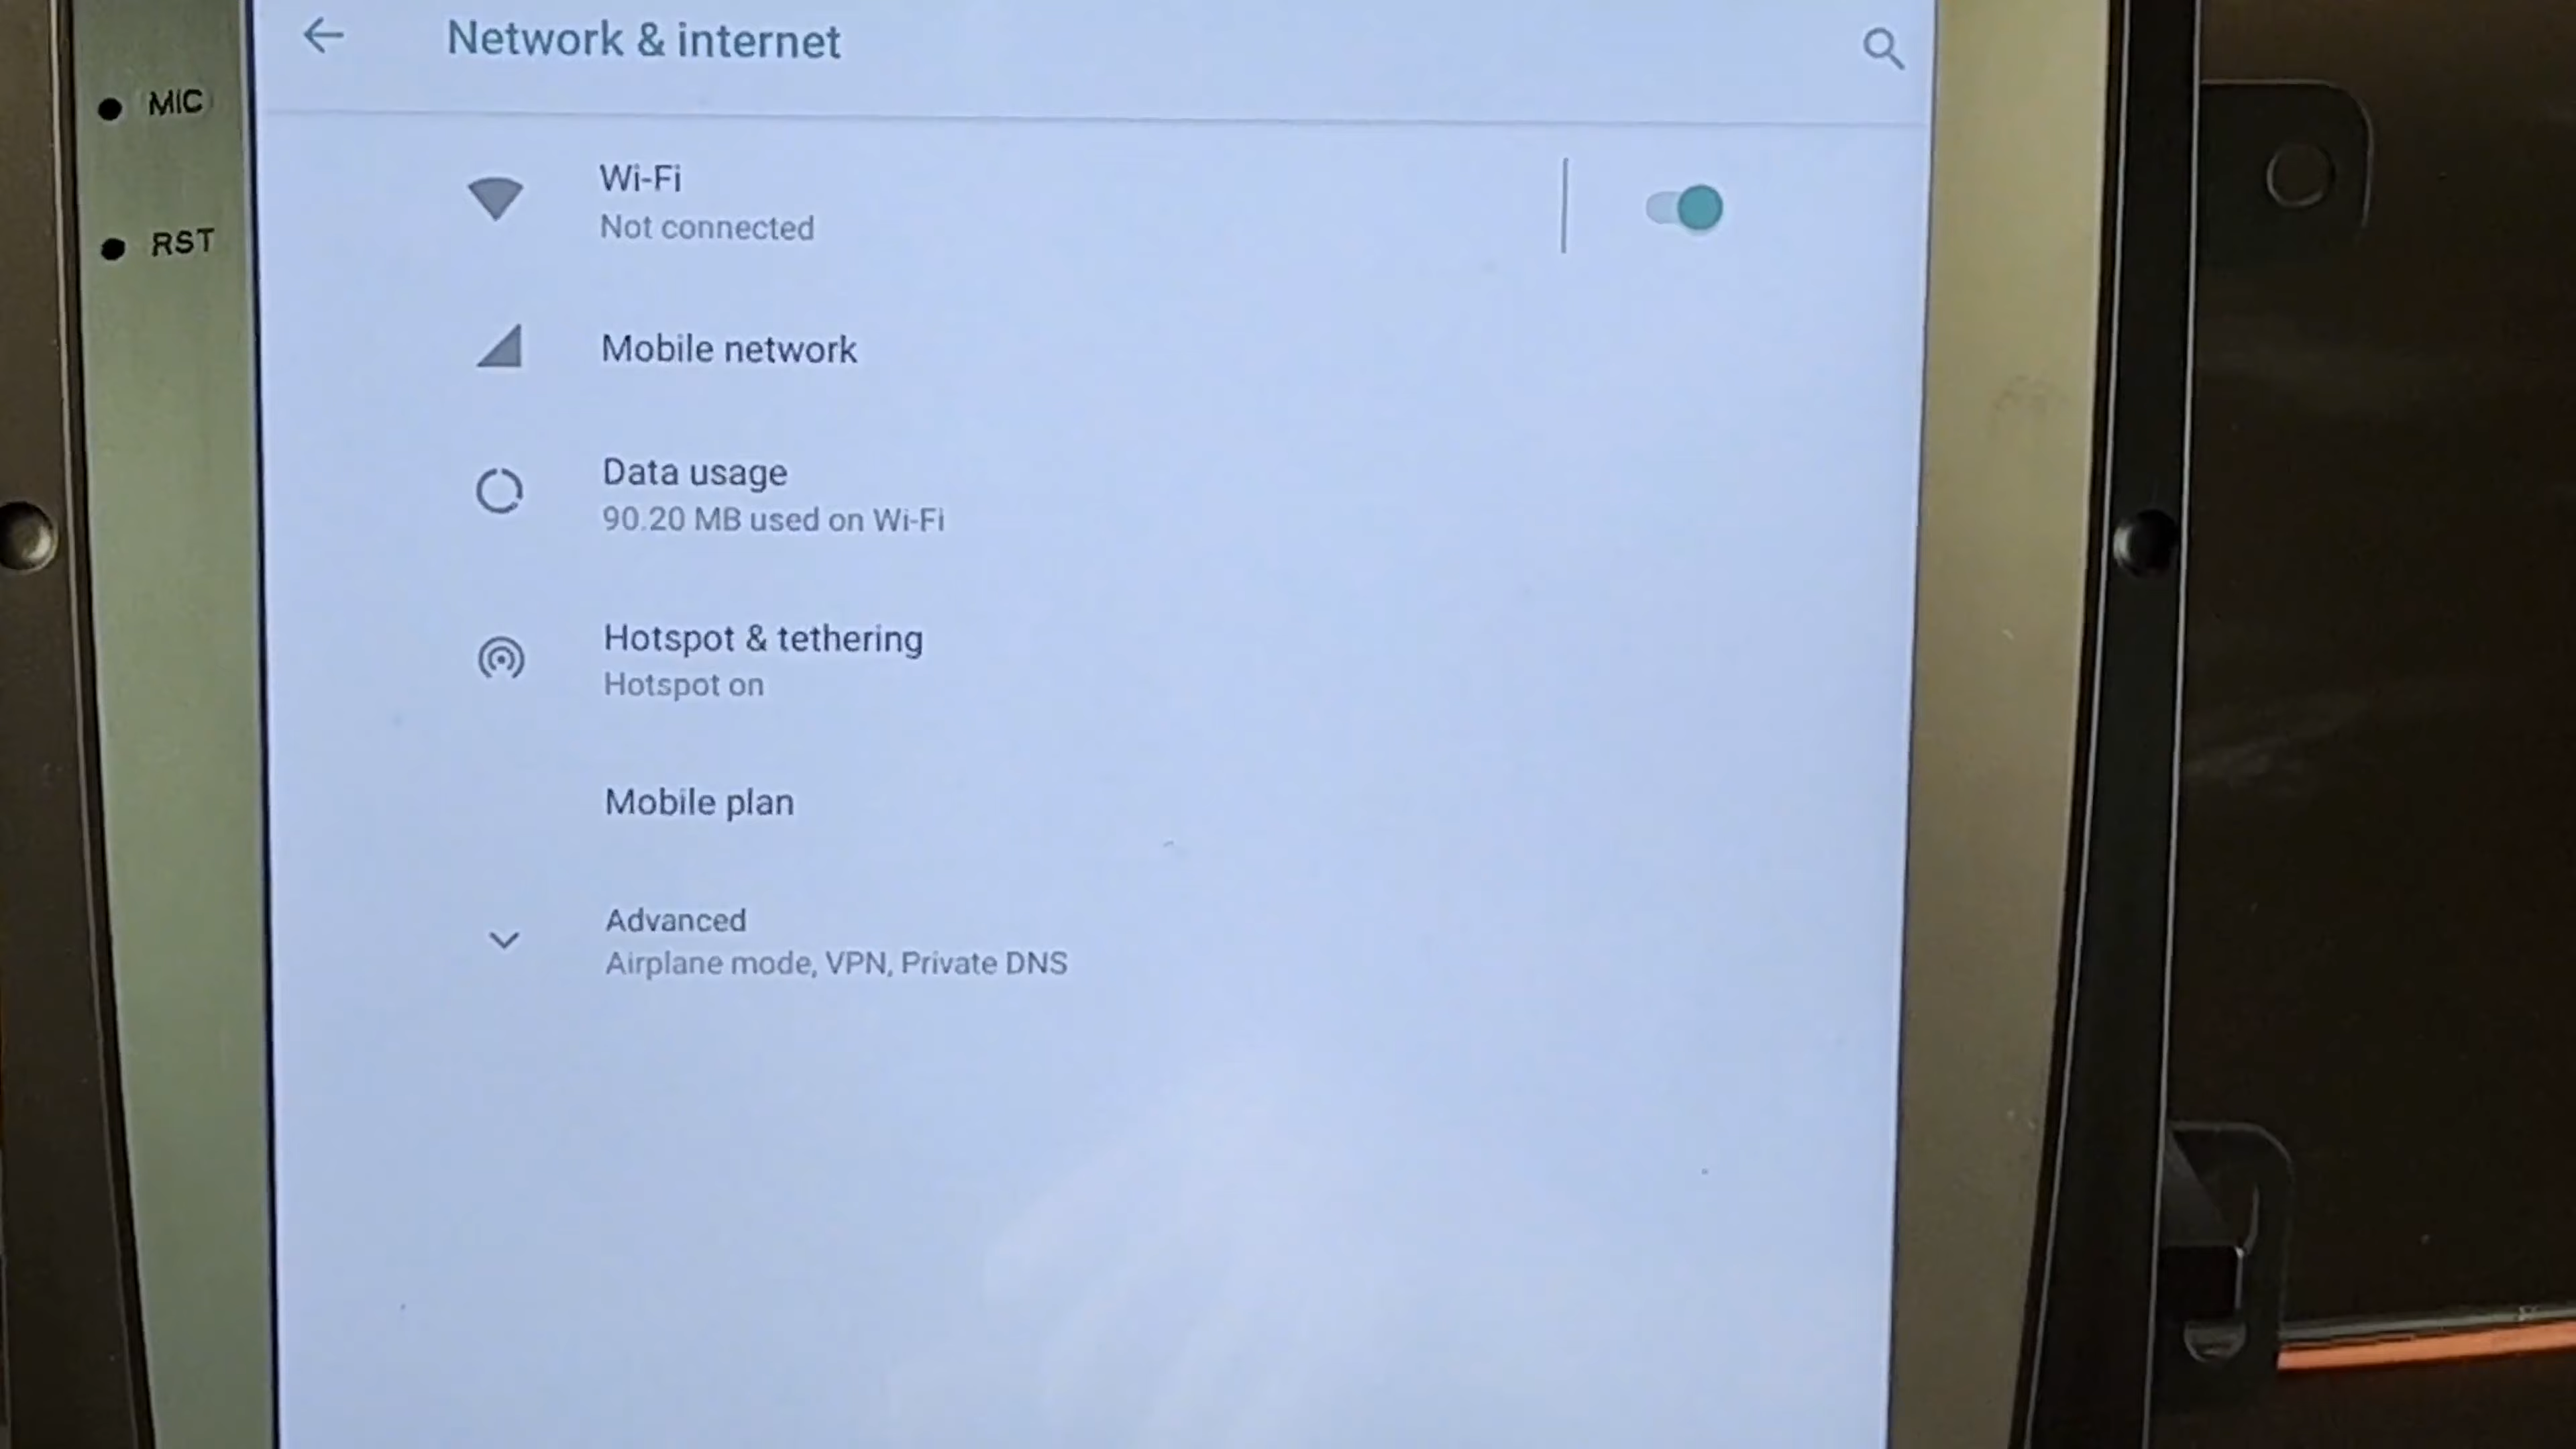 Network & internet
MIC
RST
Wi-Fi
Not connected
Mobile network
Data usage
90.20 MB used on Wi-Fi
Hotspot & tethering
Hotspot on
Mobile plan
Advanced
Airplane mode, VPN, Private DNS